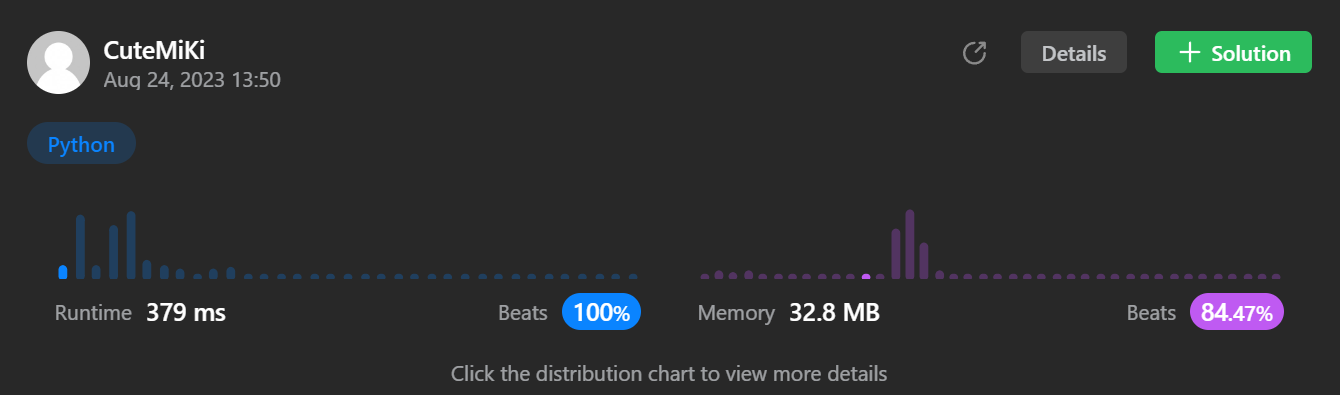 CuteMiKi
Aug 24, 2023 13:50
Details
Solution
Python
Runtime 379 ms
Beats 100%
Memory 32.8 MB
Beats 84.47%
Click the distribution chart to view more details